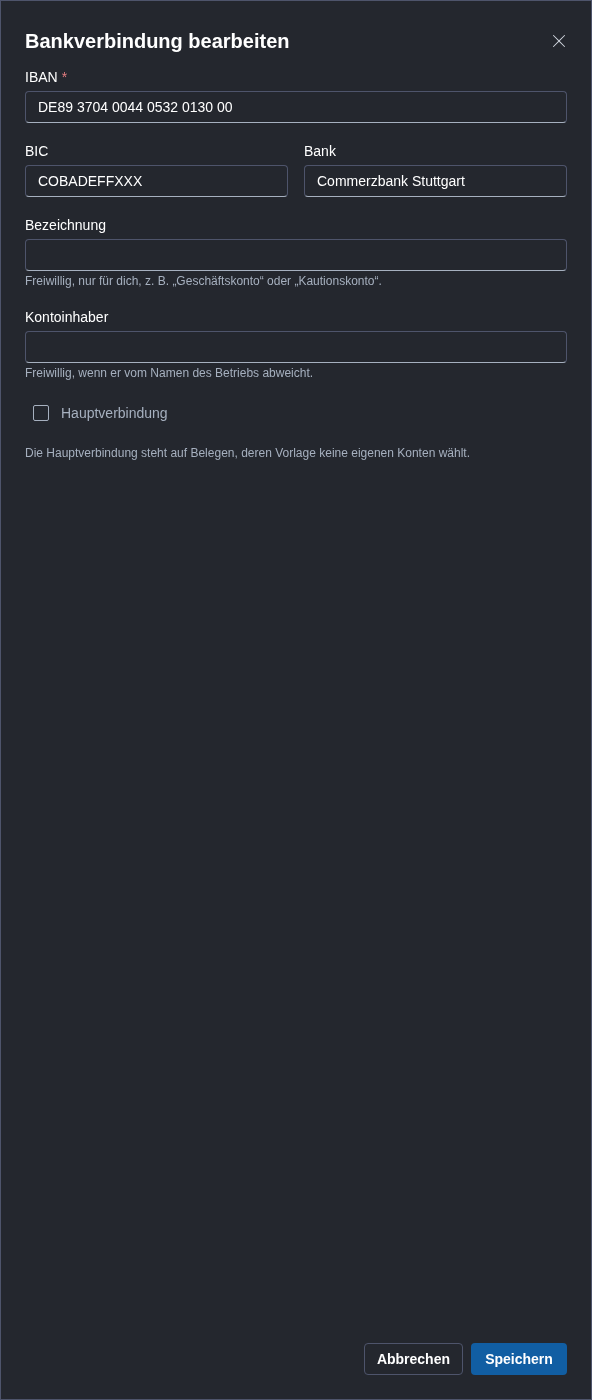 Bankverbindung bearbeiten
IBAN *
DE89 3704 0044 0532 0130 00
BIC
Bank
COBADEFFXXX
Commerzbank Stuttgart
Bezeichnung
Freiwillig, nur für dich, z. B. „Geschäftskonto“ oder „Kautionskonto“.
Kontoinhaber
Freiwillig, wenn er vom Namen des Betriebs abweicht.
Hauptverbindung
Die Hauptverbindung steht auf Belegen, deren Vorlage keine eigenen Konten wählt.
Abbrechen
Speichern